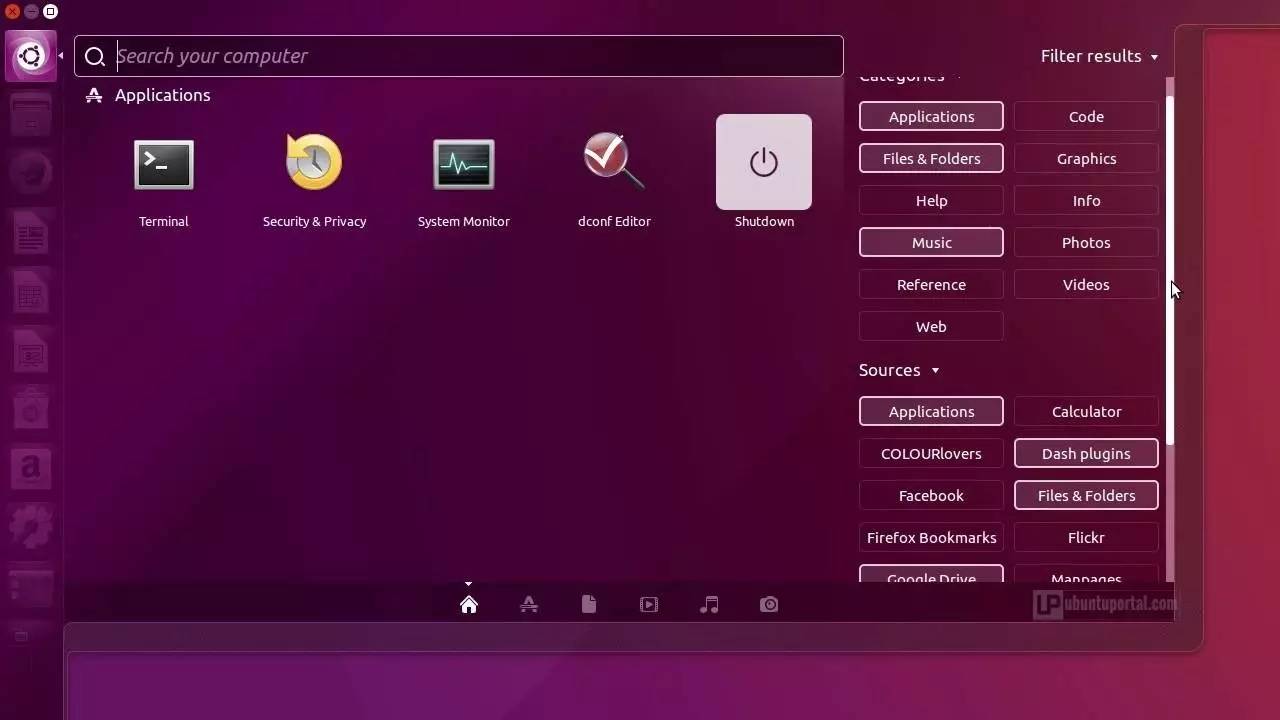 Search your computer
Filter results
Categories
Applications
Applications
Code
Files & Folders
Graphics
Terminal
Security & Privacy
System Monitor
dconf Editor
Shutdown
Help
Info
Music
Photos
Reference
Videos
Web
Sources
Applications
Calculator
COLOURlovers
Dash plugins
Facebook
Files & Folders
Firefox Bookmarks
Flickr
Google Drive
Manpages
UP ubuntuportal.com